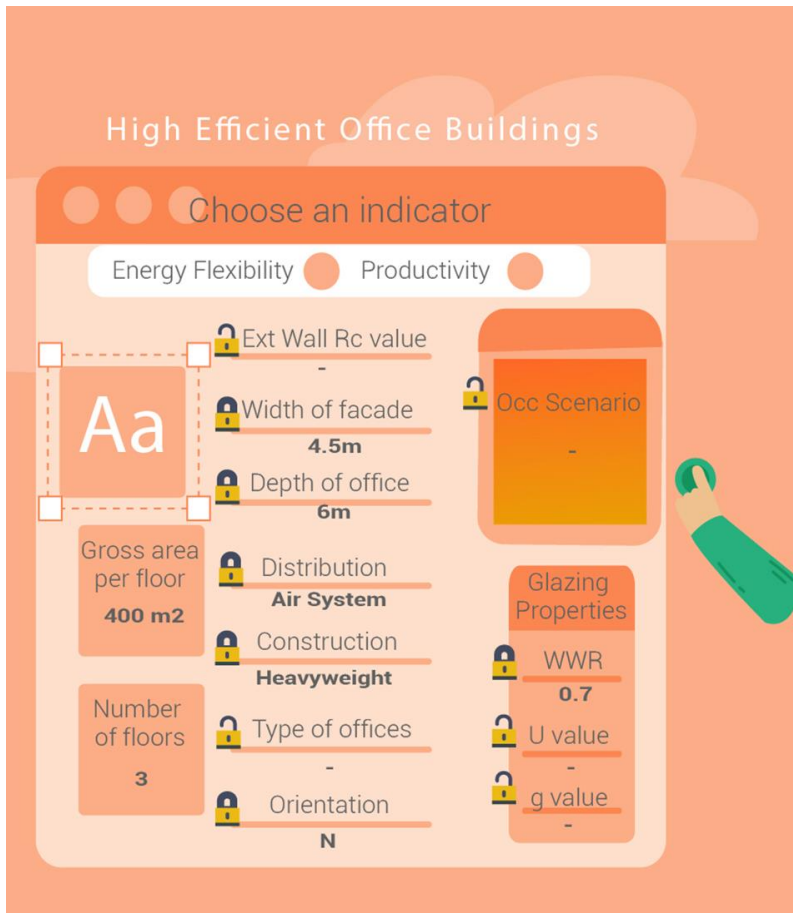 High Efficient Office Buildings
Choose an indicator
Energy Flexibility
Productivity
Aa
Gross area
per floor
400 m2
Number
of floors
3
Ext Wall Rc value
-
Width of facade
4.5m
Depth of office
6m
Distribution
Air System
Construction
Heavyweight
Type of offices
-
Orientation
N
Occ Scenario
-
Glazing
Properties
WWR
0.7
U value
-
g value
-